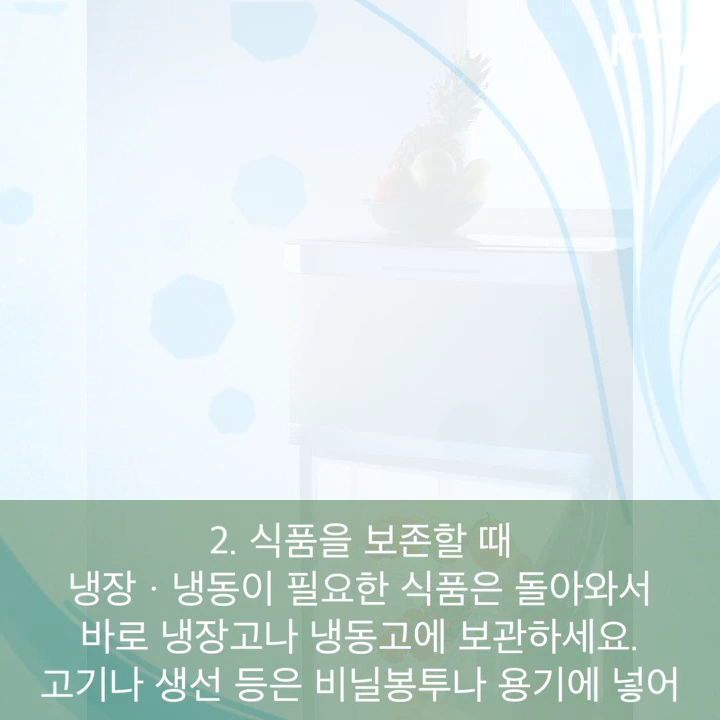 2. 식품을 보존할 때
냉장 · 냉동이 필요한 식품은 돌아와서
바로 냉장고나 냉동고에 보관하세요.
고기나 생선 등은 비닐봉투나 용기에 넣어